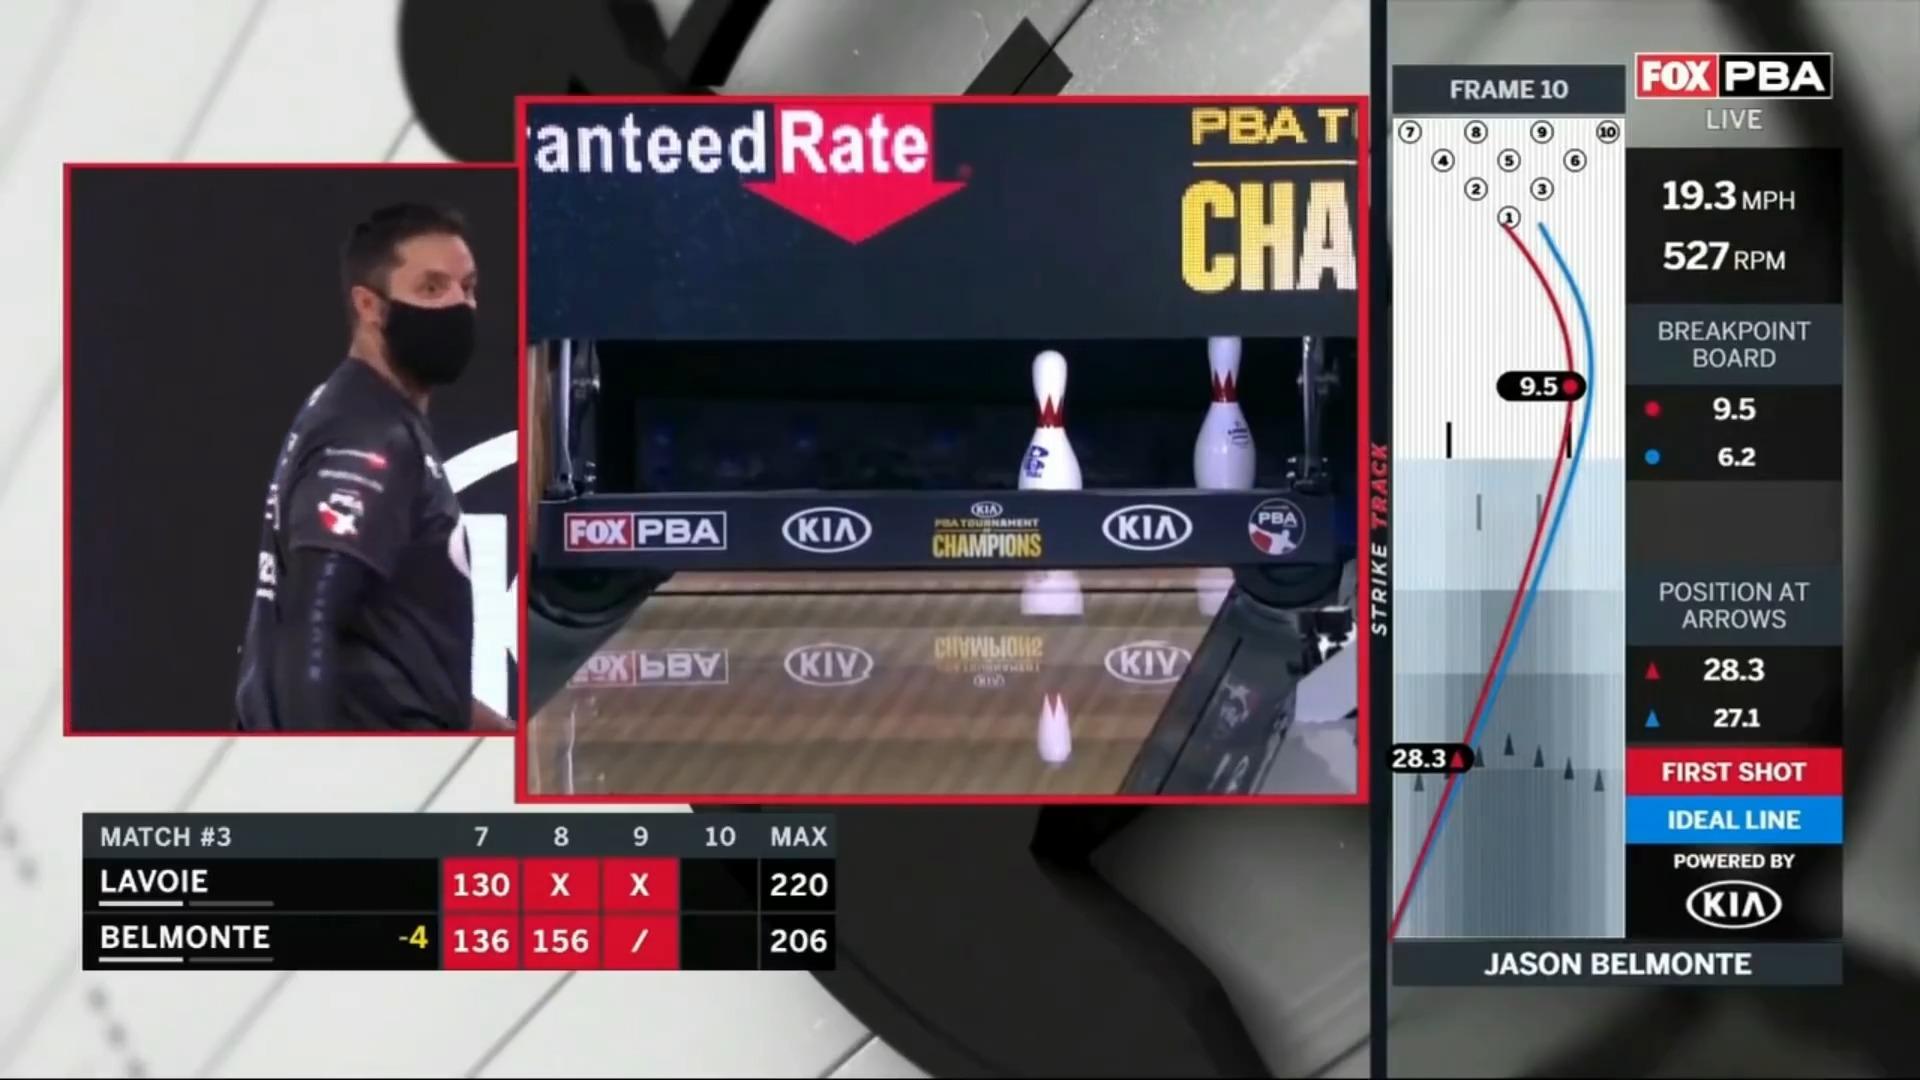 anteed Rate
PBA T
CHA
FOX PBA
KIA
KIA
PBA TOURNAMENT
CHAMPIONS
KIA
PBA
MATCH #3 7 8 9 10 MAX
LAVOIE 130 X X 220
BELMONTE -4 136 156 / 206
STRIKE TRACK
FRAME 10
7 8 9 10
4 5 6
2 3
1
9.5
28.3
FOX PBA
LIVE
19.3 MPH
527 RPM
BREAKPOINT
BOARD
9.5
6.2
POSITION AT
ARROWS
28.3
27.1
FIRST SHOT
IDEAL LINE
POWERED BY
KIA
JASON BELMONTE